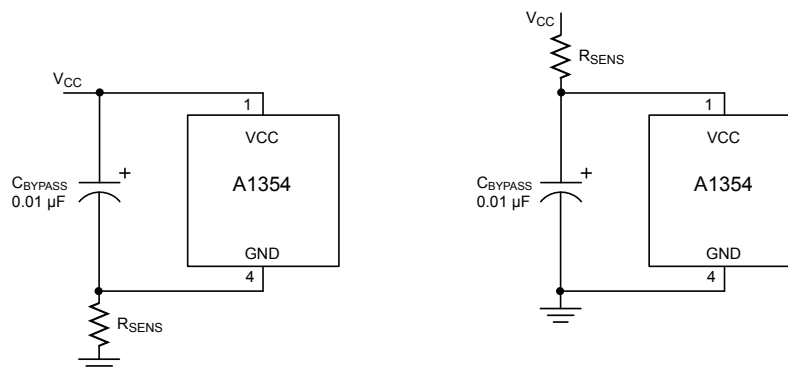 VCC
1
VCC
CBYPASS
0.01 µF
A1354
GND
4
RSENS
VCC
RSENS
1
VCC
CBYPASS
0.01 µF
A1354
GND
4
+
+